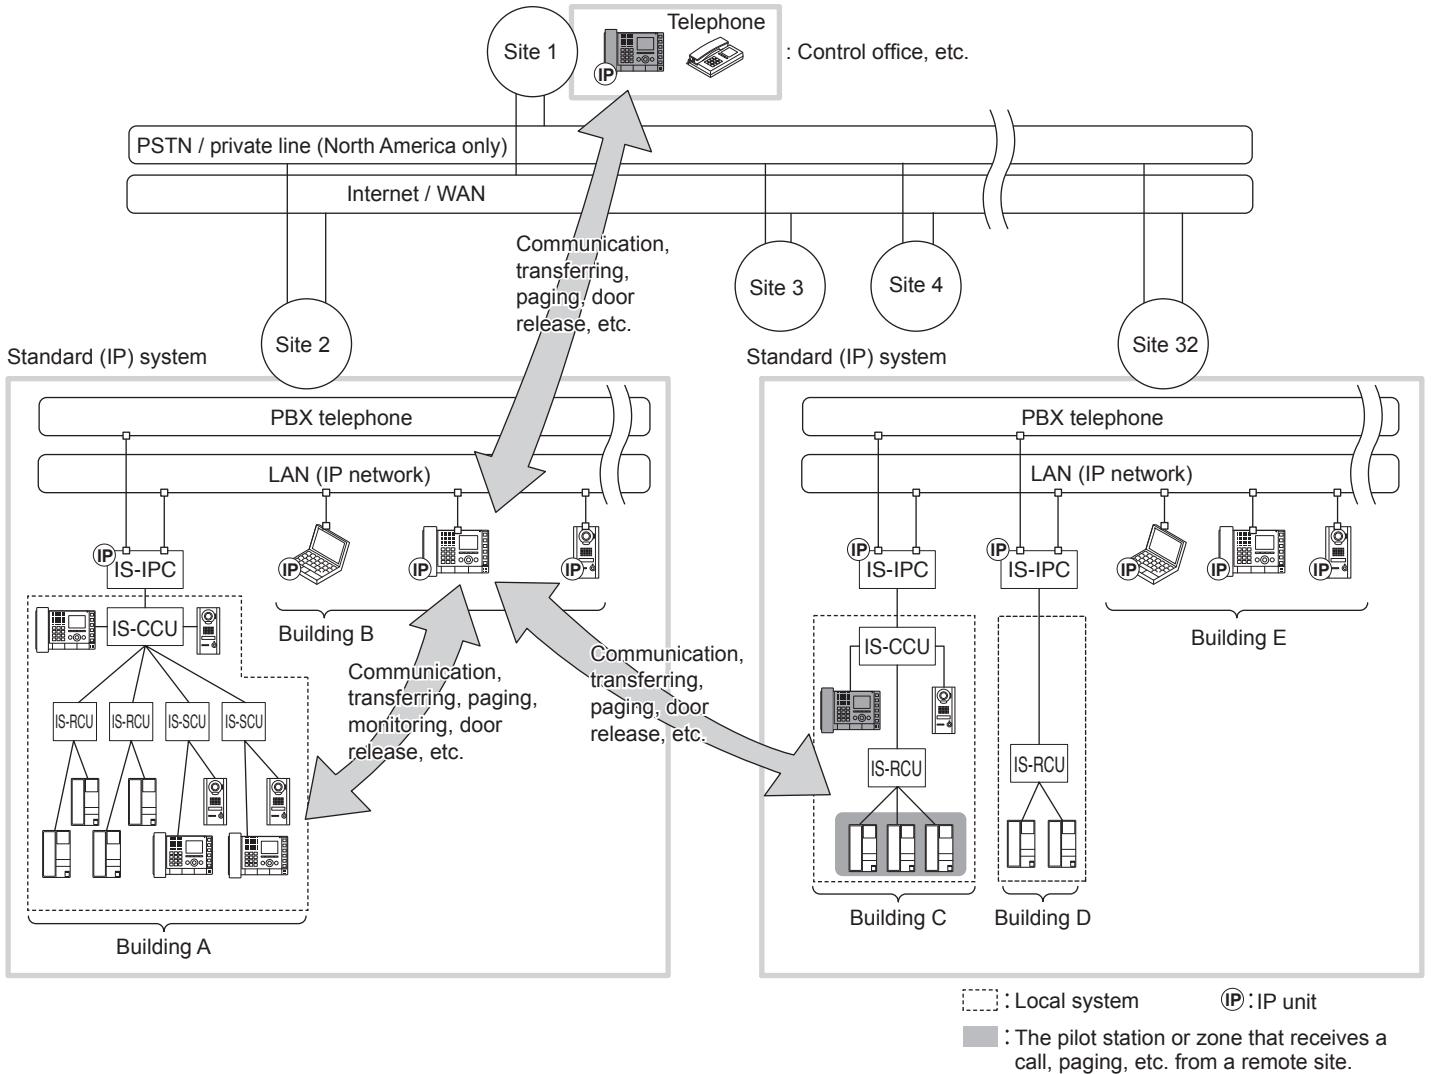 Telephone
Site 1
IP
: Control office, etc.
PSTN / private line (North America only)
Internet / WAN
Communication,
transferring,
paging, door
release, etc.
Site 3
Site 4
Site 2
Site 32
Standard (IP) system
Standard (IP) system
PBX telephone
PBX telephone
LAN (IP network)
LAN (IP network)
IP
IS-IPC
IP
IP
IP
IP
IS-IPC
IP
IS-IPC
IP
IP
IP
IS-CCU
Building B
IS-CCU
Building E
Communication,
transferring, paging,
monitoring, door
release, etc.
Communication,
transferring,
paging, door
release, etc.
IS-RCU
IS-RCU
IS-SCU
IS-SCU
IS-RCU
IS-RCU
Building A
Building C
Building D
: Local system
IP : IP unit
: The pilot station or zone that receives a
call, paging, etc. from a remote site.